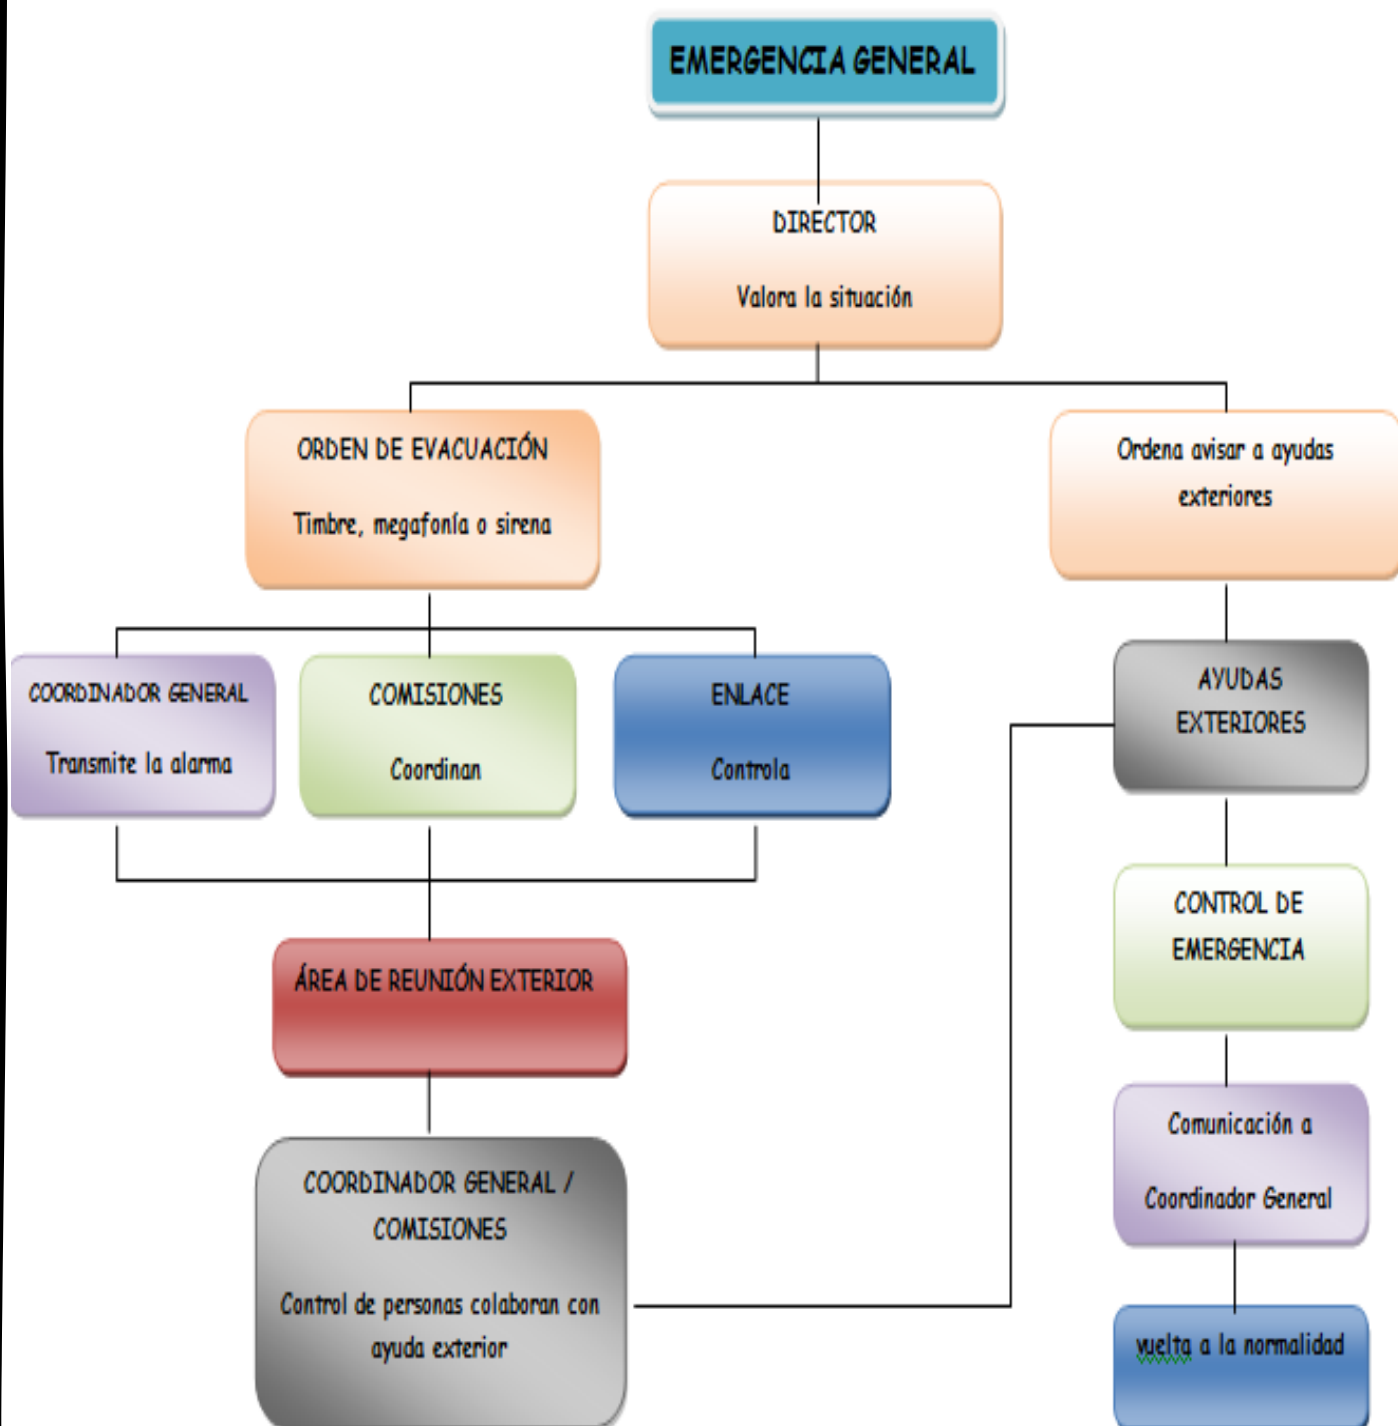 EMERGENCIA GENERAL
DIRECTOR
Valora la situación
ORDEN DE EVACUACIÓN
Timbre, megafonía o sirena
Ordena avisar a ayudas
exteriores
COORDINADOR GENERAL
Transmite la alarma
COMISIONES
Coordinan
ENLACE
Controla
AYUDAS
EXTERIORES
ÁREA DE REUNIÓN EXTERIOR
CONTROL DE
EMERGENCIA
COORDINADOR GENERAL /
COMISIONES
Control de personas colaboran con
ayuda exterior
Comunicación a
Coordinador General
vuelta a la normalidad